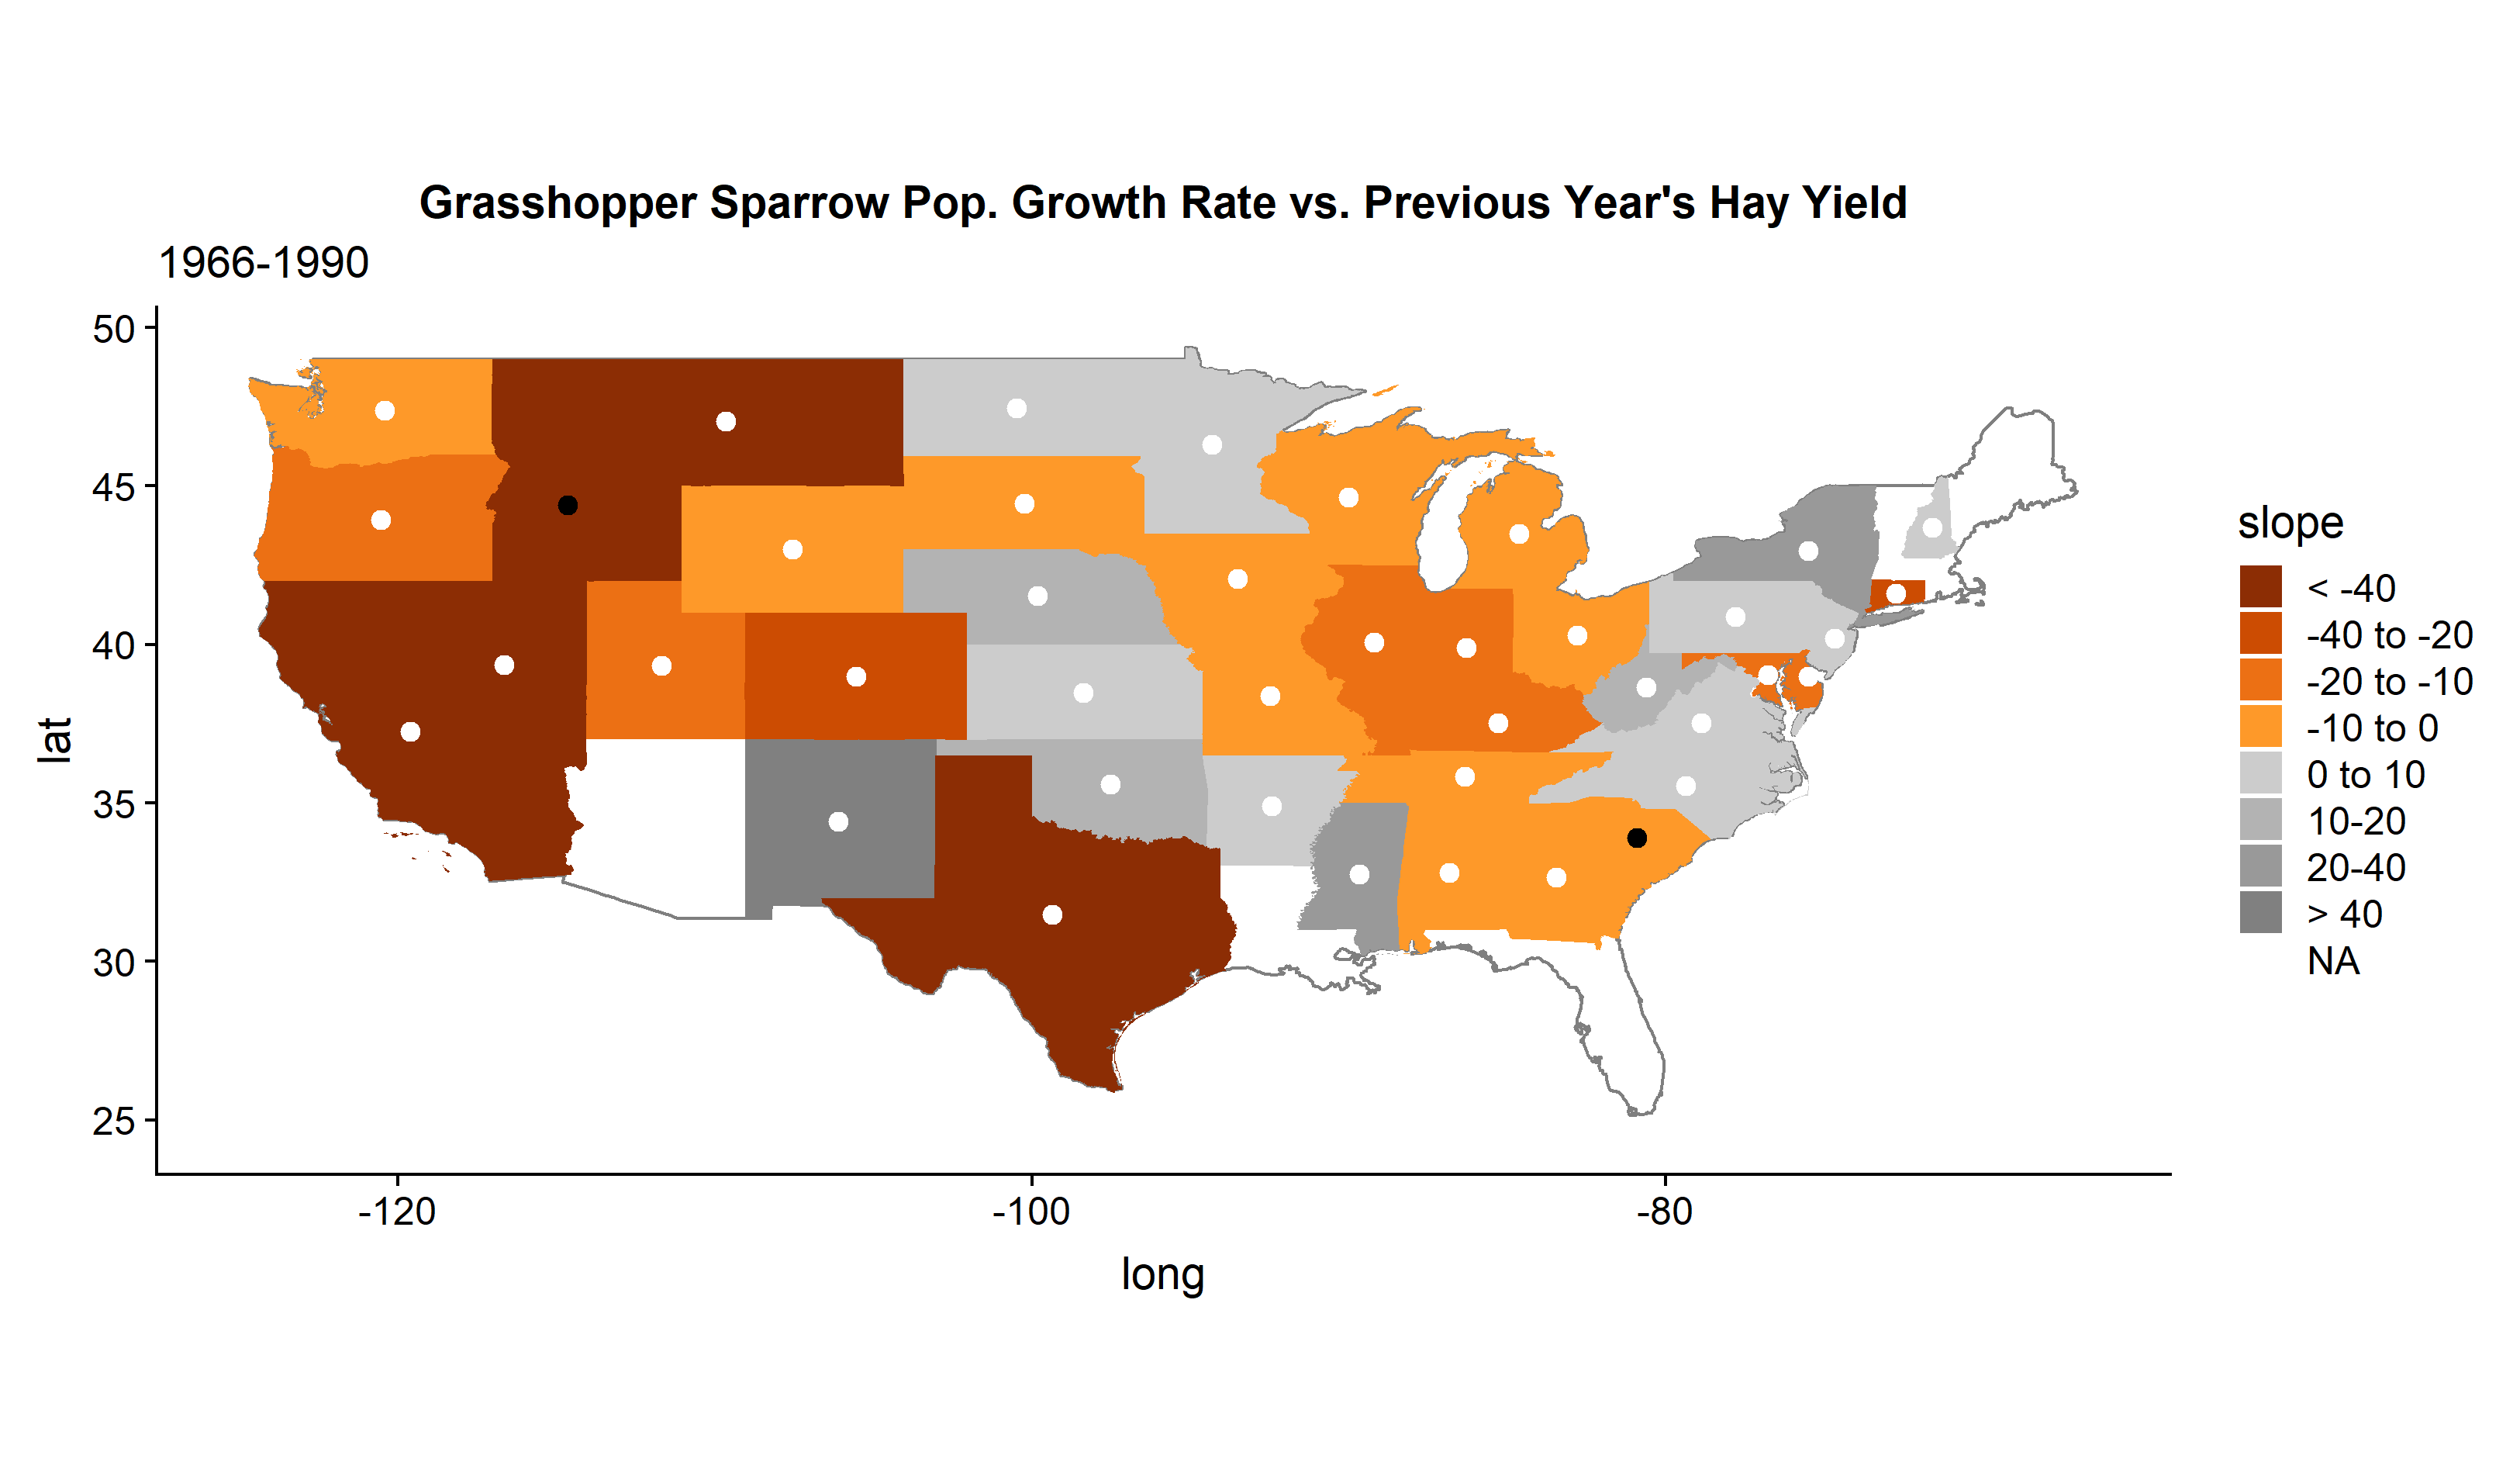 Grasshopper Sparrow Pop. Growth Rate vs. Previous Year's Hay Yield
1966-1990
50
45
40
35
30
25
lat
-120
-100
-80
long
slope
< -40
-40 to -20
-20 to -10
-10 to 0
0 to 10
10-20
20-40
> 40
NA